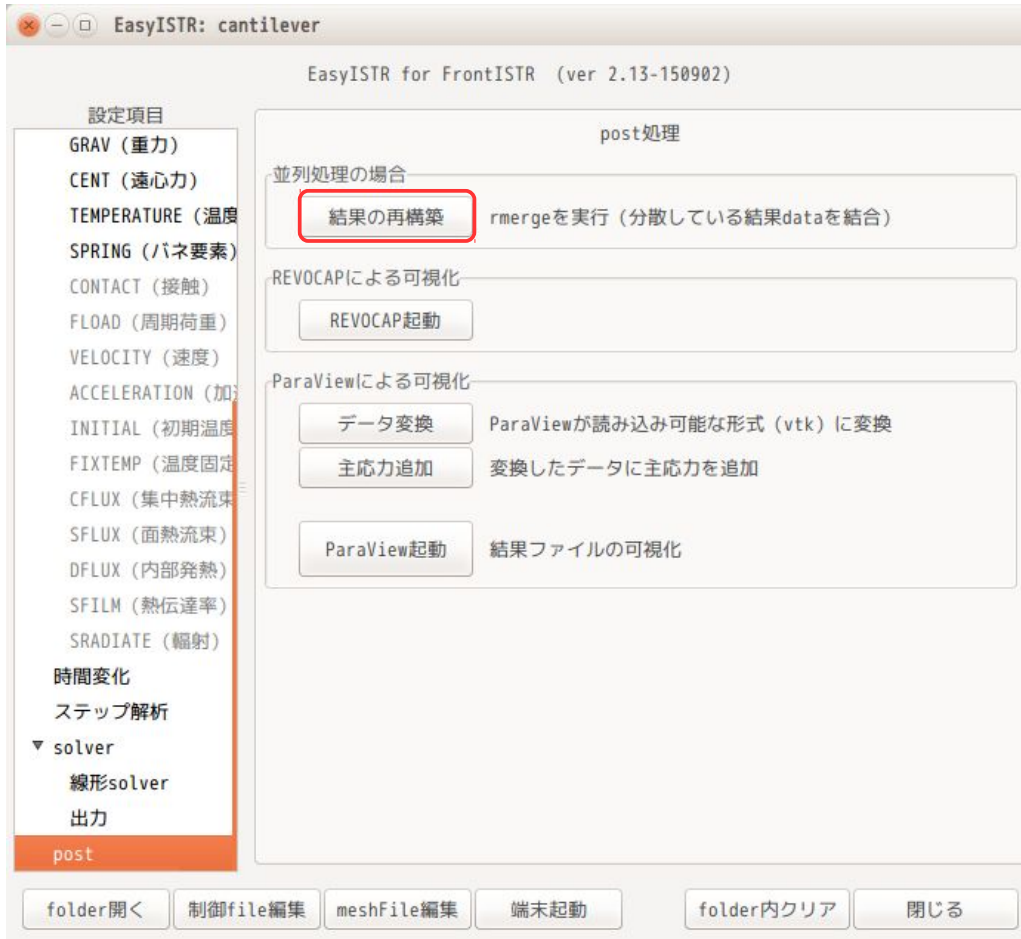 EasyISTR: cantilever
EasyISTR for FrontISTR (ver 2.13-150902)
設定項目
GRAV (重力)
CENT (遠心力)
TEMPERATURE (温度
SPRING (バネ要素)
CONTACT (接触)
FLOAD (周期荷重)
VELOCITY (速度)
ACCELERATION (加
INITIAL (初期温度
FIXTEMP (温度固定
CFLUX (集中熱流束
SFLUX (面熱流束)
DFLUX (内部発熱)
SFILM (熱伝達率)
SRADIATE (輻射)
時間変化
ステップ解析
solver
線形solver
出力
post
post処理
並列処理の場合
結果の再構築 rmergeを実行 (分散している結果dataを結合)
REVOCAPによる可視化
REVOCAP起動
ParaViewによる可視化
データ変換 ParaViewが読み込み可能な形式 (vtk) に変換
主応力追加 変換したデータに主応力を追加
ParaView起動 結果ファイルの可視化
folder開く 制御file編集 meshFile編集 端末起動 folder内クリア 閉じる